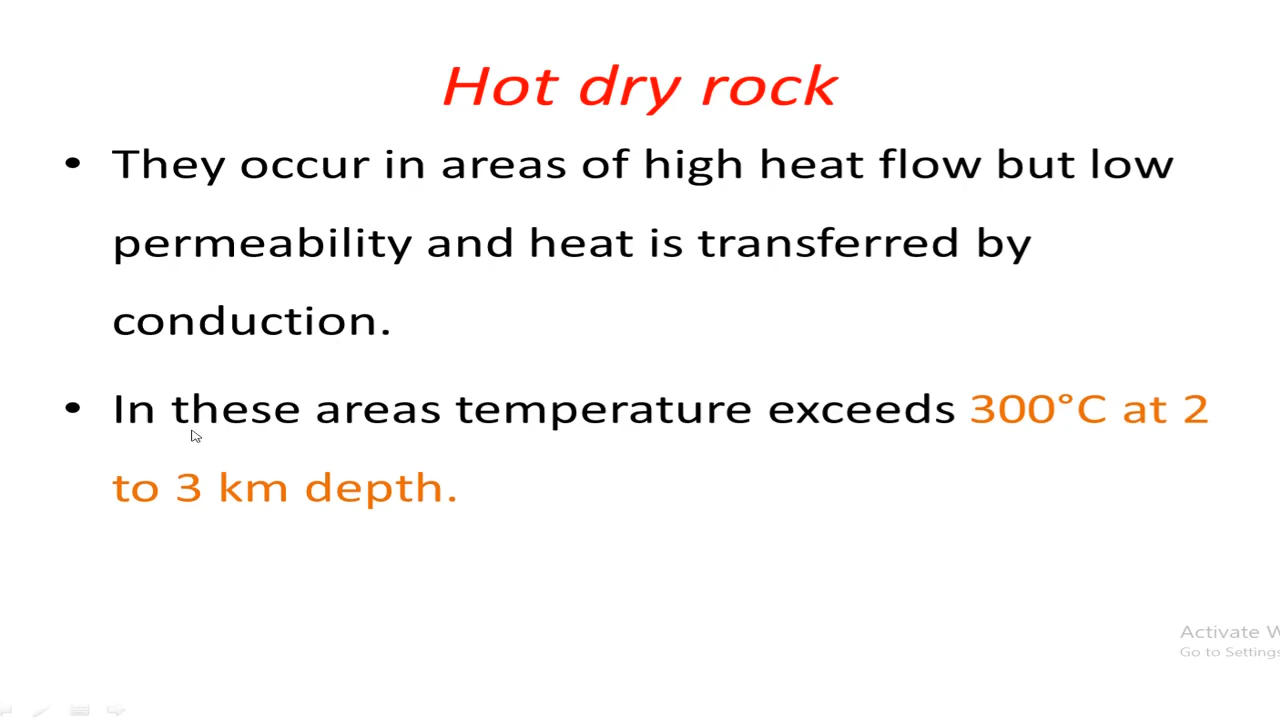 Hot dry rock
• They occur in areas of high heat flow but low
permeability and heat is transferred by
conduction.
• In these areas temperature exceeds 300°C at 2
to 3 km depth.
Activate W
Go to Settings